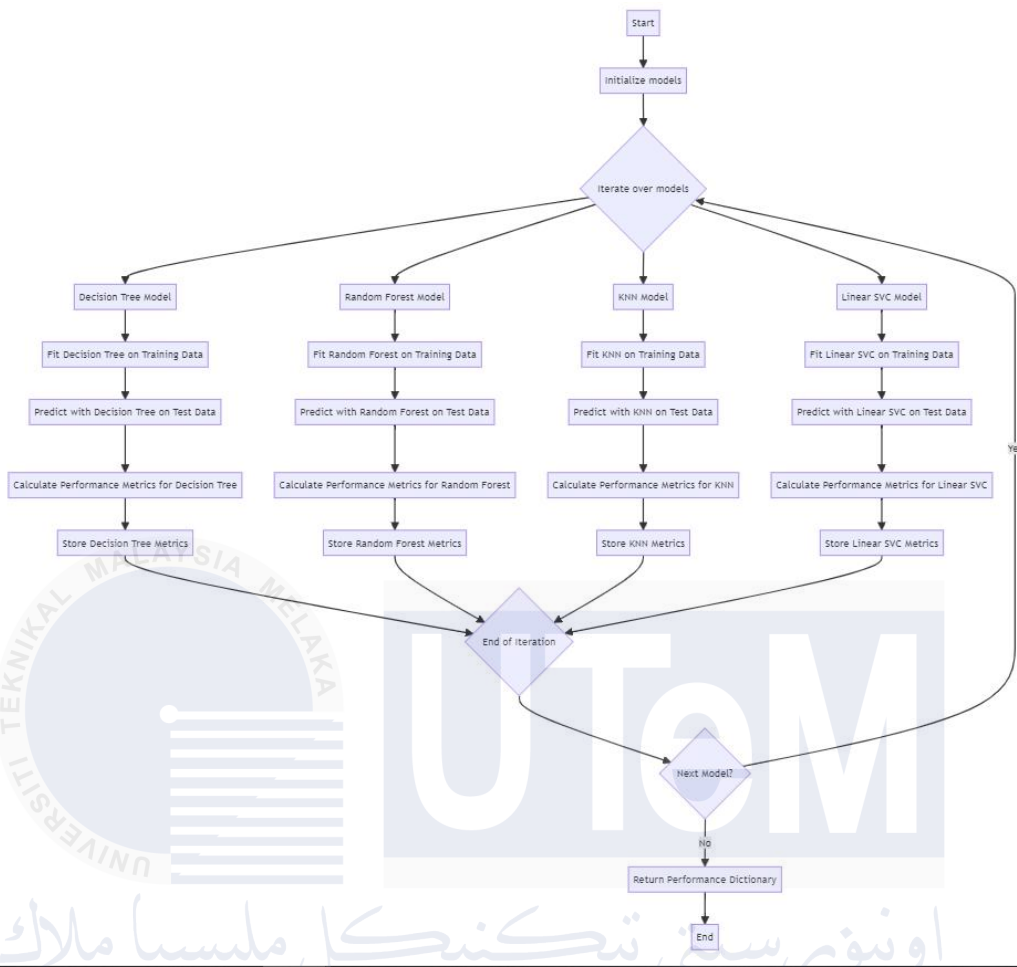 Start
Initialize models
Iterate over models
Decision Tree Model
Random Forest Model
KNN Model
Linear SVC Model
Fit Decision Tree on Training Data
Fit Random Forest on Training Data
Fit KNN on Training Data
Fit Linear SVC on Training Data
Predict with Decision Tree on Test Data
Predict with Random Forest on Test Data
Predict with KNN on Test Data
Predict with Linear SVC on Test Data
Ye
Calculate Performance Metrics for Decision Tree
Calculate Performance Metrics for Random Forest
Calculate Performance Metrics for KNN
Calculate Performance Metrics for Linear SVC
Store Decision Tree Metrics
Store Random Forest Metrics
Store KNN Metrics
Store Linear SVC Metrics
End of Iteration
Next Model?
No
Return Performance Dictionary
End
UNIVERSITI TEKNIKAL MALAYSIA MELAKA
UTeM
اونيۏرسيتي تيكنيكل مليسيا ملاك